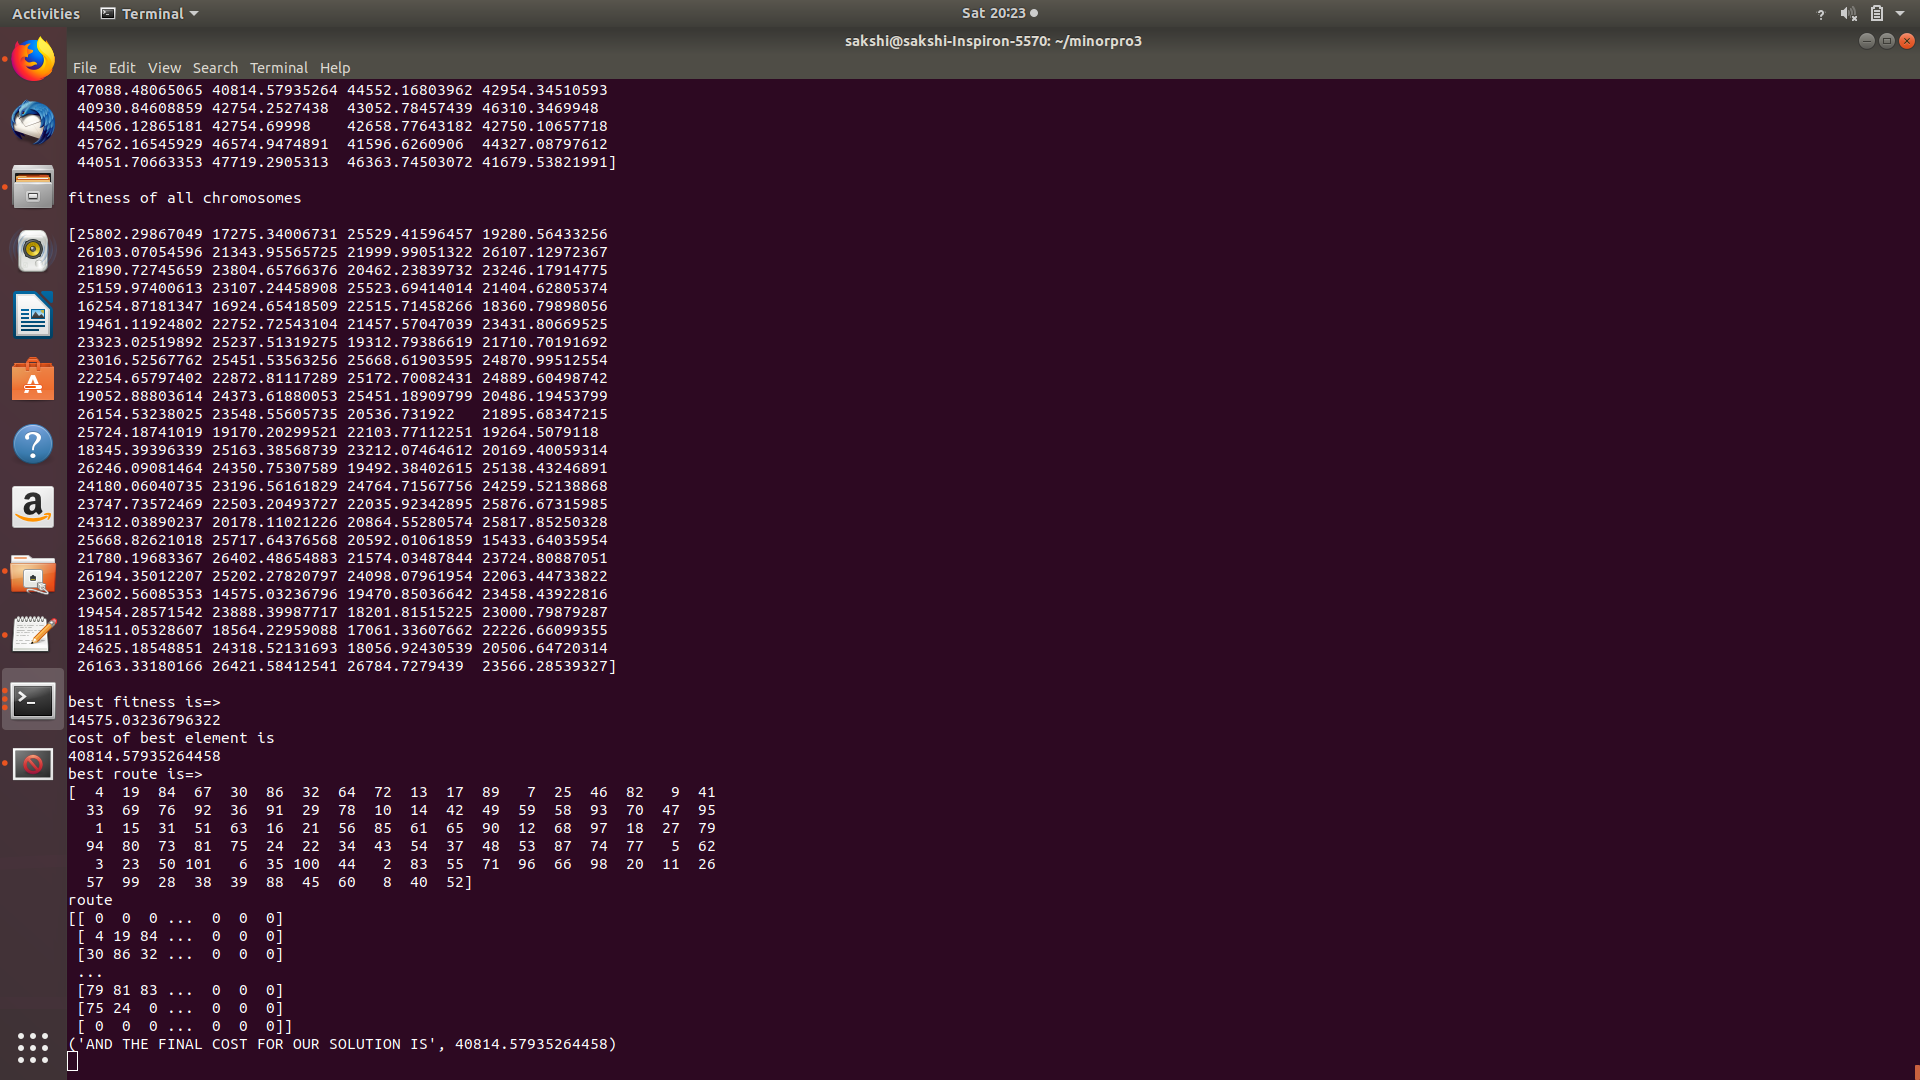 Activities Terminal Sat 20:23
sakshi@sakshi-Inspiron-5570: ~/minorpro3
File Edit View Search Terminal Help
47088.48065065 40814.57935264 44552.16803962 42954.34510593
40930.84608859 42754.2527438 43052.78457439 46310.3469948
44506.12865181 42754.69998 42658.77643182 42750.10657718
45762.16545929 46574.9474891 41596.6260906 44327.08797612
44051.70663353 47719.2905313 46363.74503072 41679.53821991]
fitness of all chromosomes
[25802.29867049 17275.34006731 25529.41596457 19280.56433256
26103.07054596 21343.95565725 21999.99051322 26107.12972367
21890.72745659 23804.65766376 20462.23839732 23246.17914775
25159.97400613 23107.24458908 25523.69414014 21404.62805374
16254.87181347 16924.65418509 22515.71458266 18360.79898056
19461.11924802 22752.72543104 21457.57047039 23431.80669525
23323.02519892 25237.51319275 19312.79386619 21710.70191692
23016.52567762 25451.53563256 25668.61903595 24870.99512554
22254.65797402 22872.81117289 25172.70082431 24889.60498742
19052.88803614 24373.61880053 25451.18909799 20486.19453799
26154.53238025 23548.55605735 20536.731922 21895.68347215
25724.18741019 19170.20299521 22103.77112251 19264.5079118
18345.39396339 25163.38568739 23212.07464612 20169.40059314
26246.09081464 24350.75307589 19492.38402615 25138.43246891
24180.06040735 23196.56161829 24764.71567756 24259.52138868
23747.73572469 22503.20493727 22035.92342895 25876.67315985
24312.03890237 20178.11021226 20864.55280574 25817.85250328
25668.82621018 25717.64376568 20592.01061859 15433.64035954
21780.19683367 26402.48654883 21574.03487844 23724.80887051
26194.35012207 25202.27820797 24098.07961954 22063.44733822
23602.56085353 14575.03236796 19470.85036642 23458.43922816
19454.28571542 23888.39987717 18201.81515225 23000.79879287
18511.05328607 18564.22959088 17061.33607662 22226.66099355
24625.18548851 24318.52131693 18056.92430539 20506.64720314
26163.33180166 26421.58412541 26784.7279439 23566.28539327]
best fitness is=>
14575.03236796322
cost of best element is
40814.57935264458
best route is=>
[ 4 19 84 67 30 86 32 64 72 13 17 89 7 25 46 82 9 41
33 69 76 92 36 91 29 78 10 14 42 49 59 58 93 70 47 95
1 15 31 51 63 16 21 56 85 61 65 90 12 68 97 18 27 79
94 80 73 81 75 24 22 34 43 54 37 48 53 87 74 77 5 62
3 23 50 101 6 35 100 44 2 83 55 71 96 66 98 20 11 26
57 99 28 38 39 88 45 60 8 40 52]
route
[[ 0 0 0 ... 0 0 0]
[ 4 19 84 ... 0 0 0]
[30 86 32 ... 0 0 0]
...
[79 81 83 ... 0 0 0]
[75 24 0 ... 0 0 0]
[ 0 0 0 ... 0 0 0]]
('AND THE FINAL COST FOR OUR SOLUTION IS', 40814.57935264458)